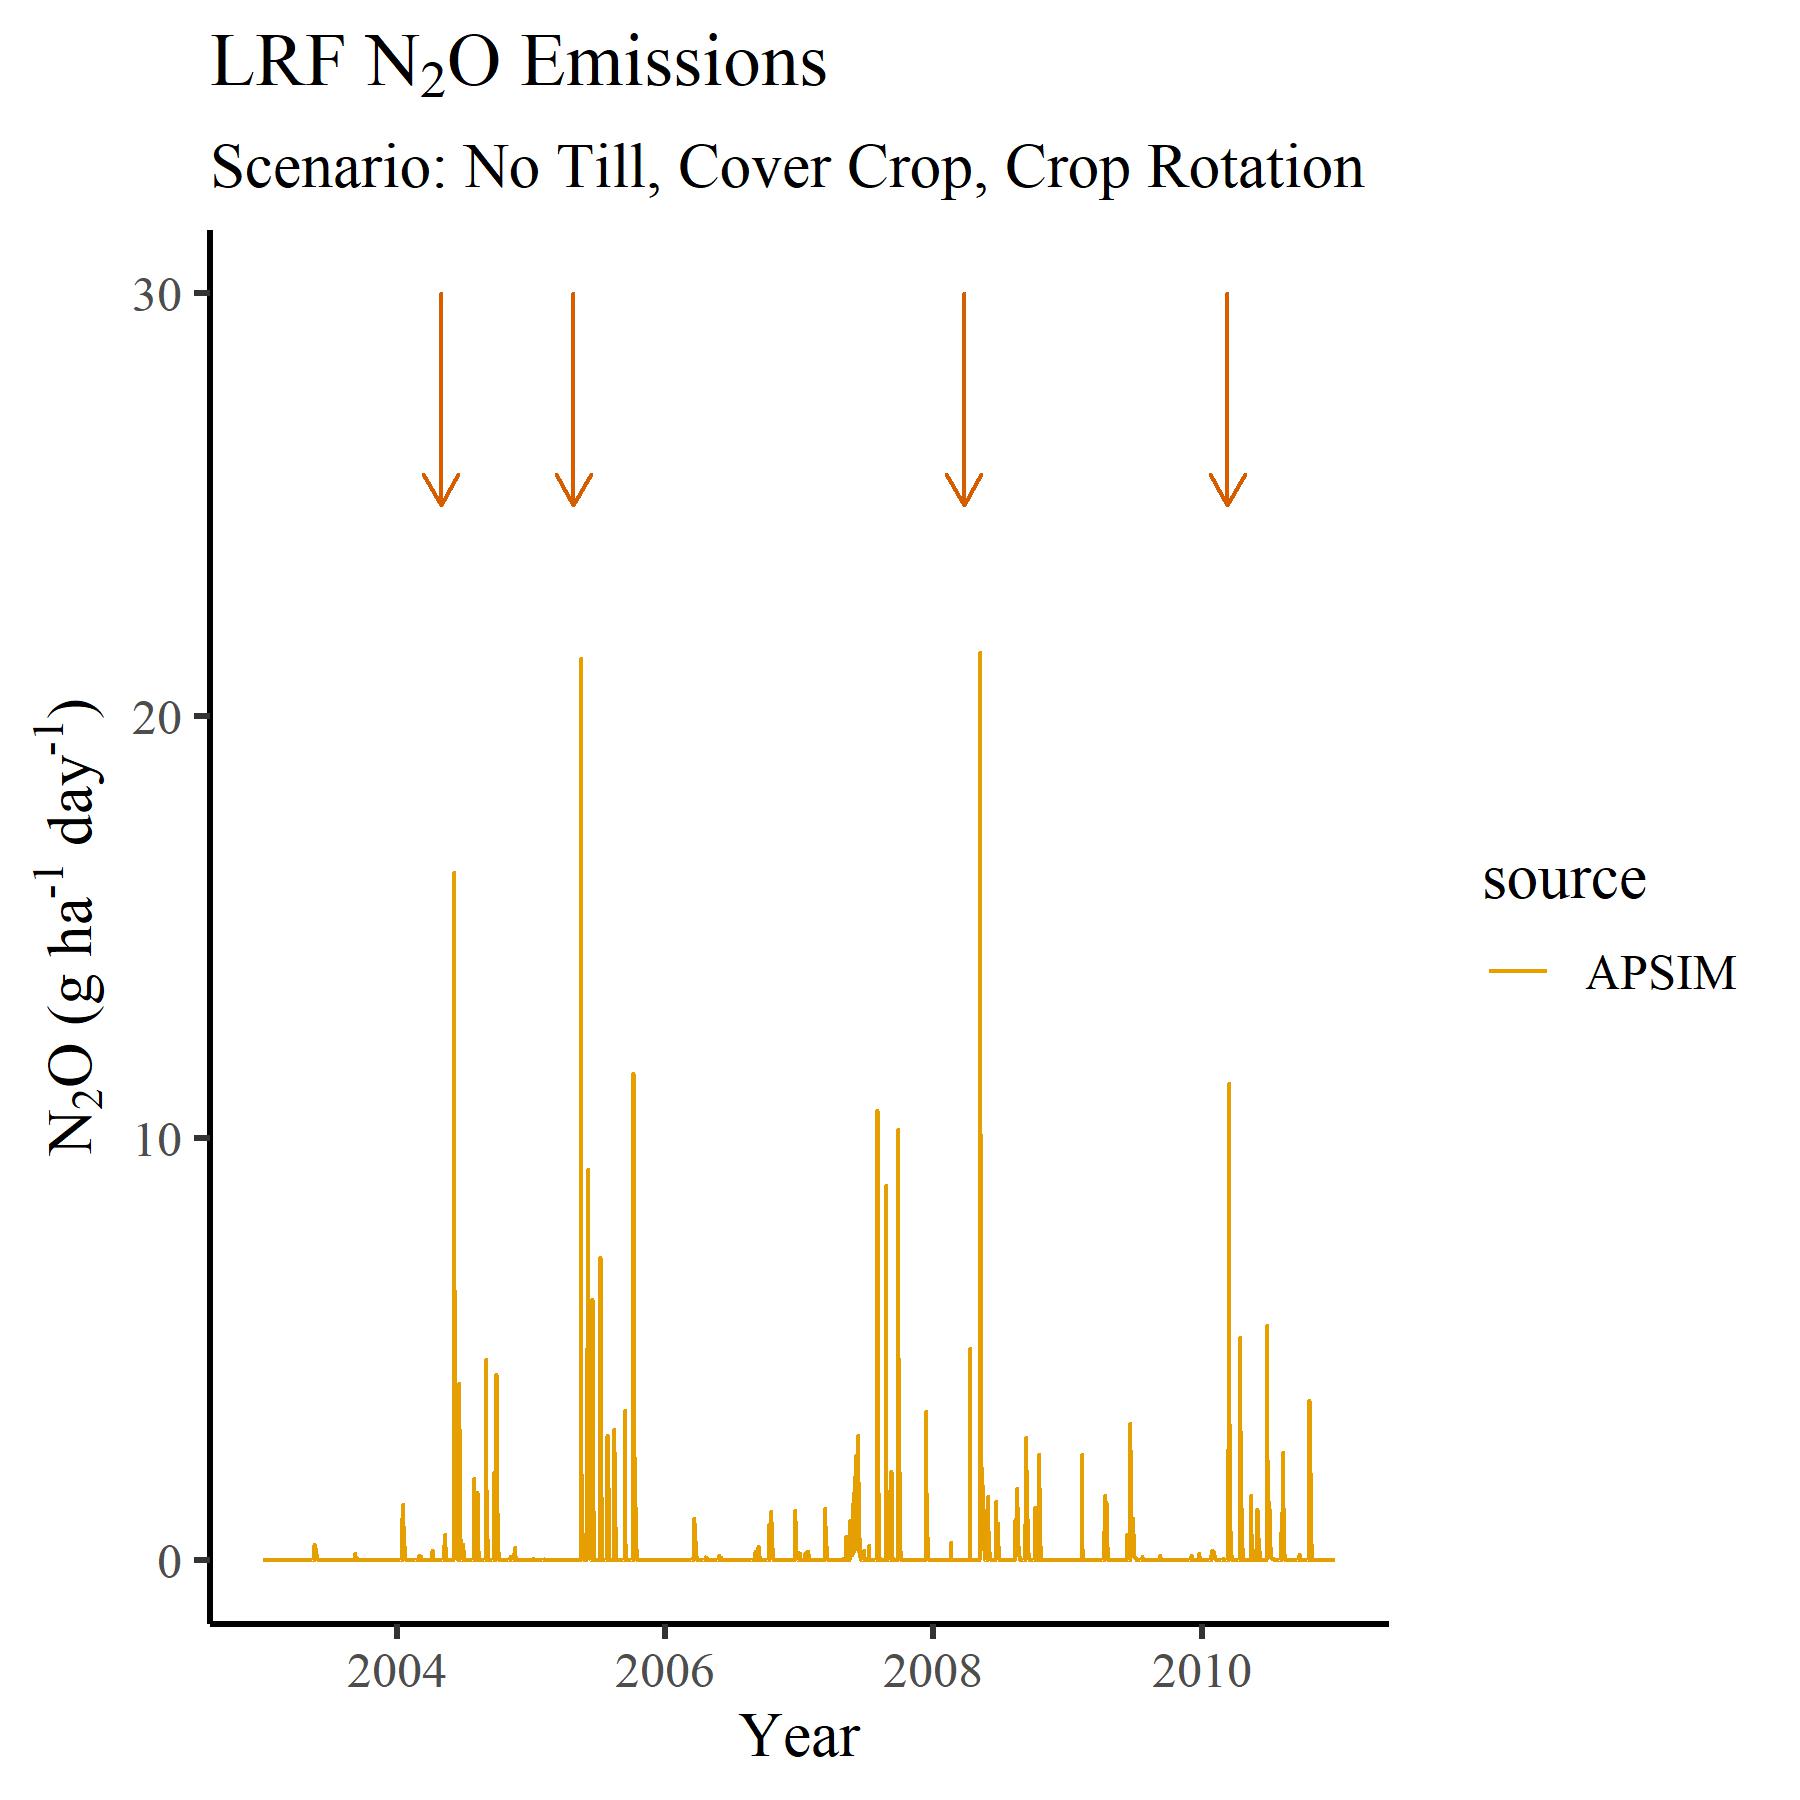 LRF N₂O Emissions
Scenario: No Till, Cover Crop, Crop Rotation
30
20
10
0
N₂O (g ha⁻¹ day⁻¹)
2004 2006 2008 2010
Year
source
APSIM